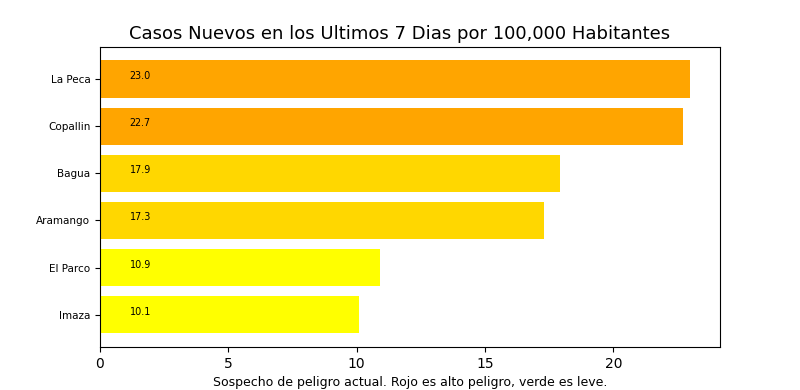 Casos Nuevos en los Ultimos 7 Dias por 100,000 Habitantes
La Peca 23.0
Copallin 22.7
Bagua 17.9
Aramango 17.3
El Parco 10.9
Imaza 10.1
0 5 10 15 20
Sospecho de peligro actual. Rojo es alto peligro, verde es leve.